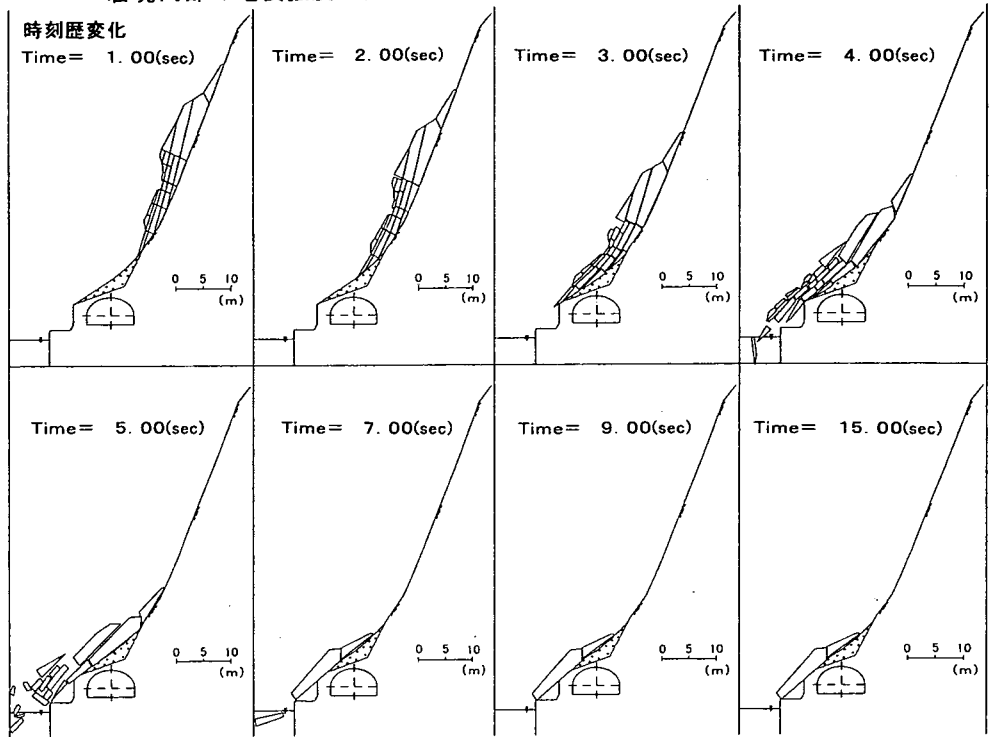 時刻歴変化
Time= 1.00(sec)
Time= 2.00(sec)
Time= 3.00(sec)
Time= 4.00(sec)
0 5 10
(m)
0 5 10
(m)
0 5 10
(m)
0 5 10
(m)
Time= 5.00(sec)
Time= 7.00(sec)
Time= 9.00(sec)
Time= 15.00(sec)
0 5 10
(m)
0 5 10
(m)
0 5 10
(m)
0 5 10
(m)